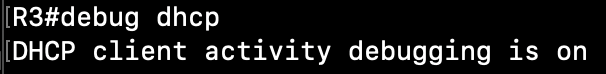 [R3#debug dhcp
[DHCP client activity debugging is on